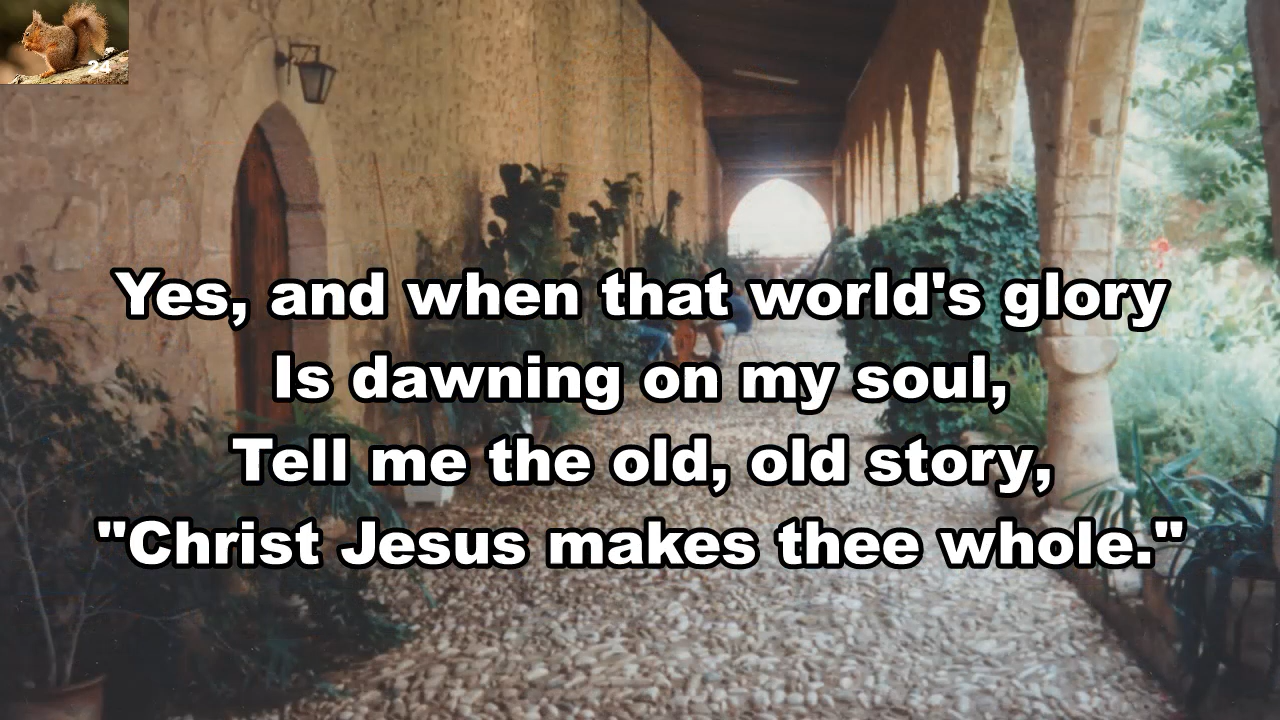 24
Yes, and when that world's glory
Is dawning on my soul,
Tell me the old, old story,
"Christ Jesus makes thee whole."